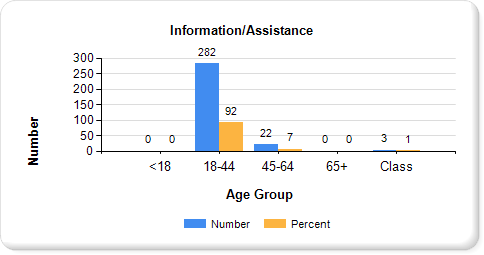 Information/Assistance
300
250
200
150
100
50
0
Number
0 0 282 92 22 7 0 0 3 1
<18 18-44 45-64 65+ Class
Age Group
Number Percent